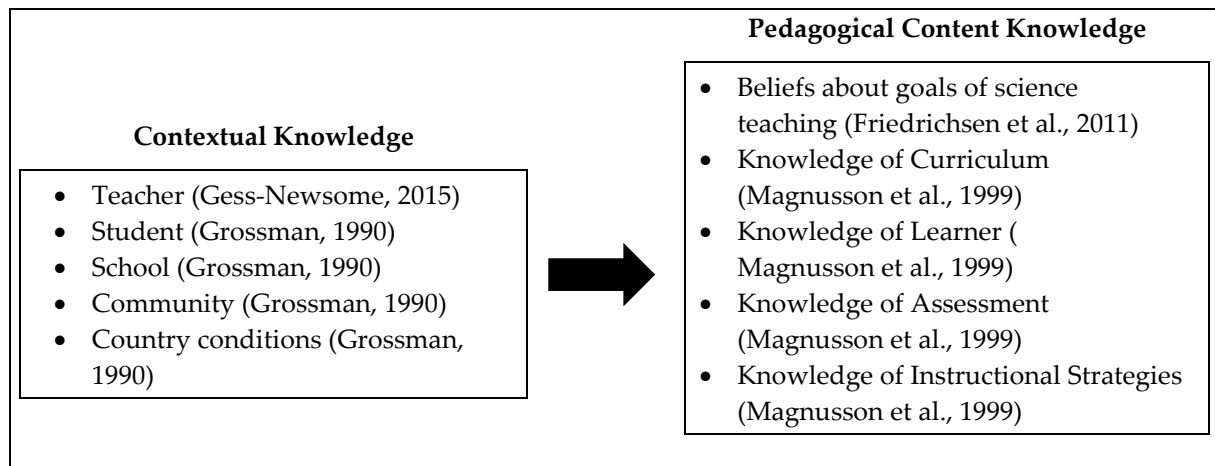 Contextual Knowledge
• Teacher (Gess-Newsome, 2015)
• Student (Grossman, 1990)
• School (Grossman, 1990)
• Community (Grossman, 1990)
• Country conditions (Grossman,
1990)
Pedagogical Content Knowledge
• Beliefs about goals of science
teaching (Friedrichsen et al., 2011)
• Knowledge of Curriculum
(Magnusson et al., 1999)
• Knowledge of Learner (
Magnusson et al., 1999)
• Knowledge of Assessment
(Magnusson et al., 1999)
• Knowledge of Instructional Strategies
(Magnusson et al., 1999)